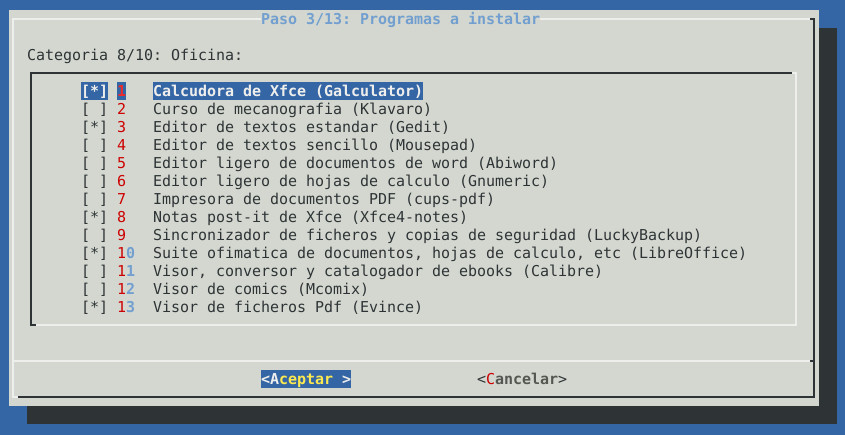 Paso 3/13: Programas a instalar
Categoria 8/10: Oficina:
[*] 1 Calcudora de Xfce (Galculator)
[ ] 2 Curso de mecanografia (Klavaro)
[*] 3 Editor de textos estandar (Gedit)
[ ] 4 Editor de textos sencillo (Mousepad)
[ ] 5 Editor ligero de documentos de word (Abiword)
[ ] 6 Editor ligero de hojas de calculo (Gnumeric)
[ ] 7 Impresora de documentos PDF (cups-pdf)
[*] 8 Notas post-it de Xfce (Xfce4-notes)
[ ] 9 Sincronizador de ficheros y copias de seguridad (LuckyBackup)
[*] 10 Suite ofimatica de documentos, hojas de calculo, etc (LibreOffice)
[ ] 11 Visor, conversor y catalogador de ebooks (Calibre)
[ ] 12 Visor de comics (Mcomix)
[*] 13 Visor de ficheros Pdf (Evince)
<Aceptar > <Cancelar>